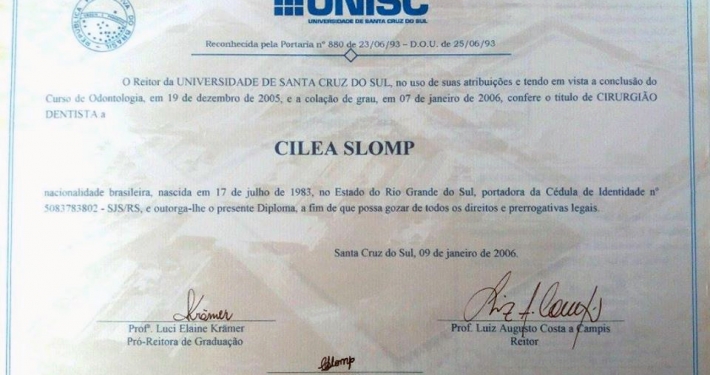 UNISC
UNIVERSIDADE DE SANTA CRUZ DO SUL
Reconhecida pela Portaria nº 880 de 23/06/93 – D.O.U. de 25/06/93
O Reitor da UNIVERSIDADE DE SANTA CRUZ DO SUL, no uso de suas atribuições e tendo em vista a conclusão do
Curso de Odontologia, em 19 de dezembro de 2005, e a colação de grau, em 07 de janeiro de 2006, confere o título de CIRURGIÃO
DENTISTA a
CILEA SLOMP
nacionalidade brasileira, nascida em 17 de julho de 1983, no Estado do Rio Grande do Sul, portadora da Cédula de Identidade nº
5083783802 - SJS/RS, e outorga-lhe o presente Diploma, a fim de que possa gozar de todos os direitos e prerrogativas legais.
Santa Cruz do Sul, 09 de janeiro de 2006.
Krämer
Profª. Luci Elaine Krämer
Pró-Reitora de Graduação
Prof. Luiz Augusto Costa a Campis
Reitor
Slomp